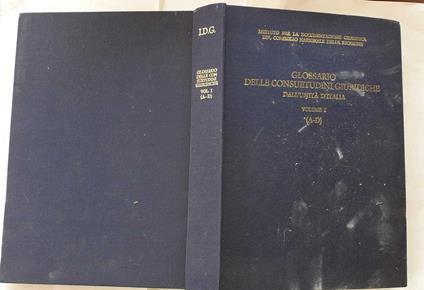 I.D.G.
GLOSSARIO
DELLE CON
SUETUDINI
GIURIDICHE
VOL. I
(A-D)
ISTITUTO PER LA DOCUMENTAZIONE GIURIDICA
DEL CONSIGLIO NAZIONALE DELLE RICERCHE
GLOSSARIO
DELLE CONSUETUDINI GIURIDICHE
DALL'UNITÀ D'ITALIA
VOLUME I
(A-D)